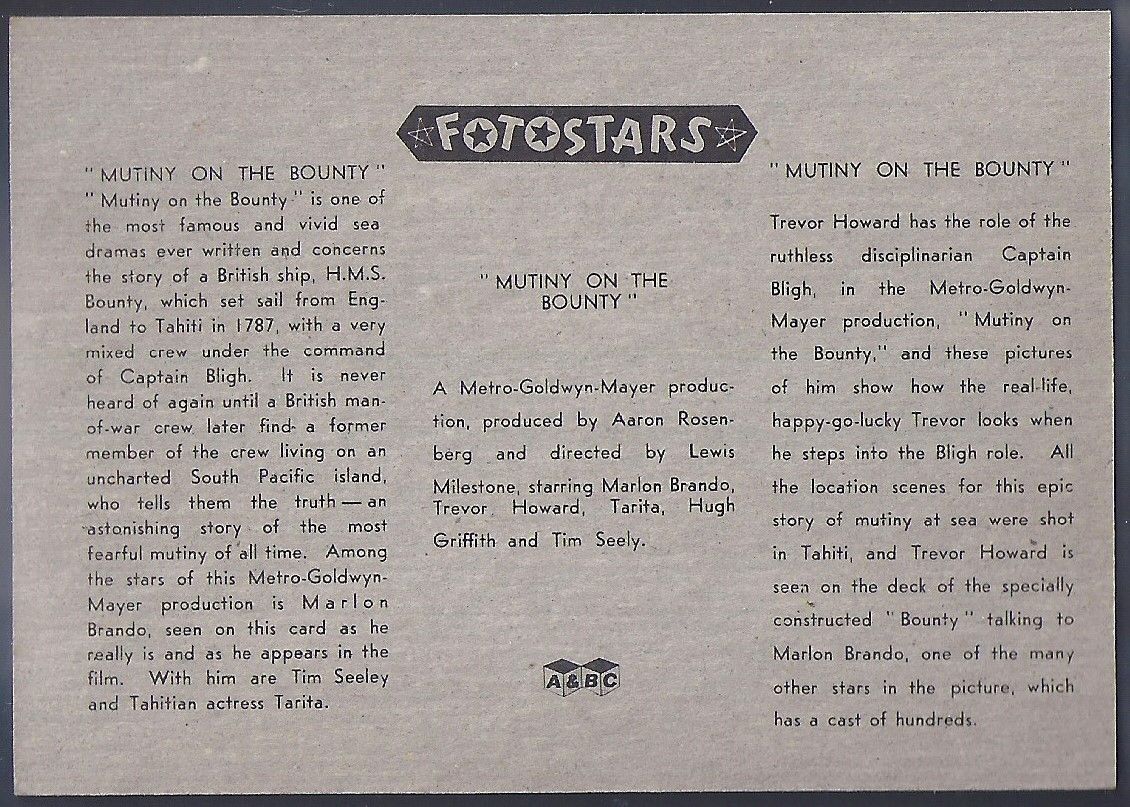 FOTOSTARS
" MUTINY ON THE BOUNTY "
" Mutiny on the Bounty " is one of
the most famous and vivid sea
dramas ever written and concerns
the story of a British ship, H.M.S.
Bounty, which set sail from Eng-
land to Tahiti in 1787, with a very
mixed crew under the command
of Captain Bligh. It is never
heard of again until a British man-
of-war crew later find- a former
member of the crew living on an
uncharted South Pacific island,
who tells them the truth — an
astonishing story of the most
fearful mutiny of all time. Among
the stars of this Metro-Goldwyn-
Mayer production is Marlon
Brando, seen on this card as he
really is and as he appears in the
film. With him are Tim Seeley
and Tahitian actress Tarita.
" MUTINY ON THE
BOUNTY "
A Metro-Goldwyn-Mayer produc-
tion, produced by Aaron Rosen-
berg and directed by Lewis
Milestone, starring Marlon Brando,
Trevor Howard, Tarita, Hugh
Griffith and Tim Seely.
A&BC
" MUTINY ON THE BOUNTY "
Trevor Howard has the role of the
ruthless disciplinarian Captain
Bligh, in the Metro-Goldwyn-
Mayer production, " Mutiny on
the Bounty," and these pictures
of him show how the real-life,
happy-go-lucky Trevor looks when
he steps into the Bligh role. All
the location scenes for this epic
story of mutiny at sea were shot
in Tahiti, and Trevor Howard is
seen on the deck of the specially
constructed " Bounty " talking to
Marlon Brando, one of the many
other stars in the picture, which
has a cast of hundreds.